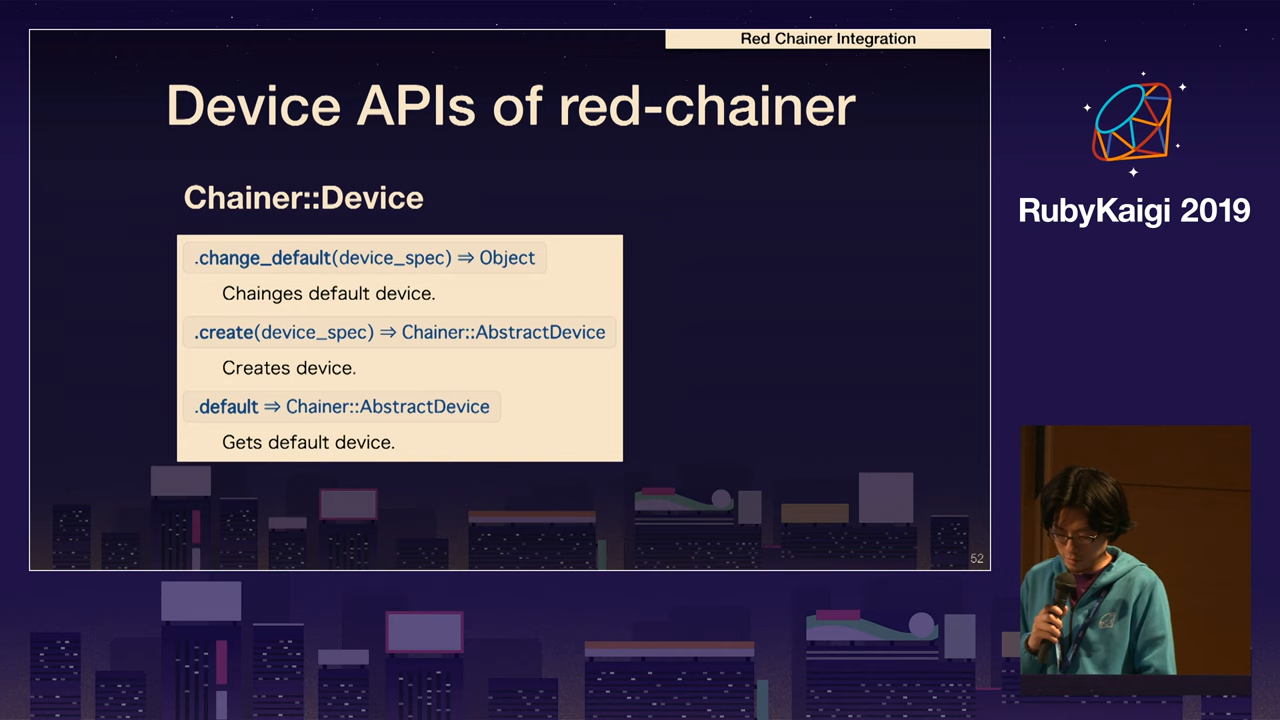 Red Chainer Integration
Device APIs of red-chainer
Chainer::Device
.change_default(device_spec) ⇒ Object
Chainges default device.
.create(device_spec) ⇒ Chainer::AbstractDevice
Creates device.
.default ⇒ Chainer::AbstractDevice
Gets default device.
52
RubyKaigi 2019